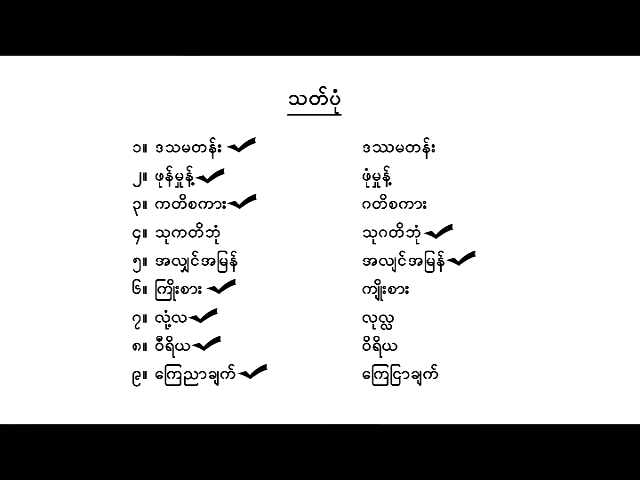 သတ်ပုံ
၁။ ဒသမတန်း ✔ ဒဿမတန်း
၂။ ဖုန်မှုန့် ✔ ဖုံမှုန့်
၃။ ကတိစကား ✔ ဂတိစကား
၄။ သုကတိဘုံ သုဂတိဘုံ ✔
၅။ အလျှင်အမြန် အလျင်အမြန် ✔
၆။ ကြိုးစား ✔ ကျိုးစား
၇။ လုံ့လ ✔ လုလ္လ
၈။ ဝီရိယ ✔ ဝိရိယ
၉။ ကြေညာချက် ✔ ကြေငြာချက်